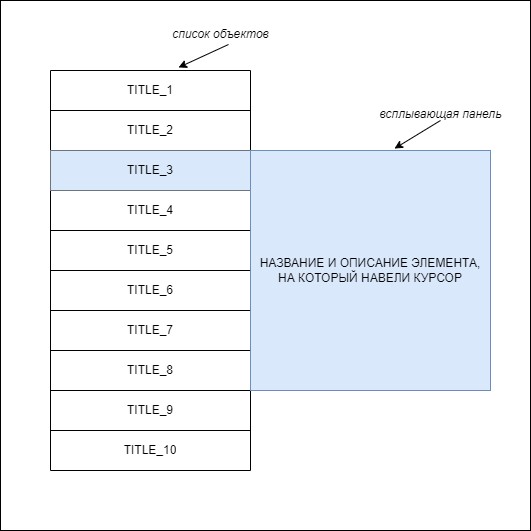 список объектов
TITLE_1
TITLE_2
всплывающая панель
TITLE_3
TITLE_4
TITLE_5
НАЗВАНИЕ И ОПИСАНИЕ ЭЛЕМЕНТА,
НА КОТОРЫЙ НАВЕЛИ КУРСОР
TITLE_6
TITLE_7
TITLE_8
TITLE_9
TITLE_10